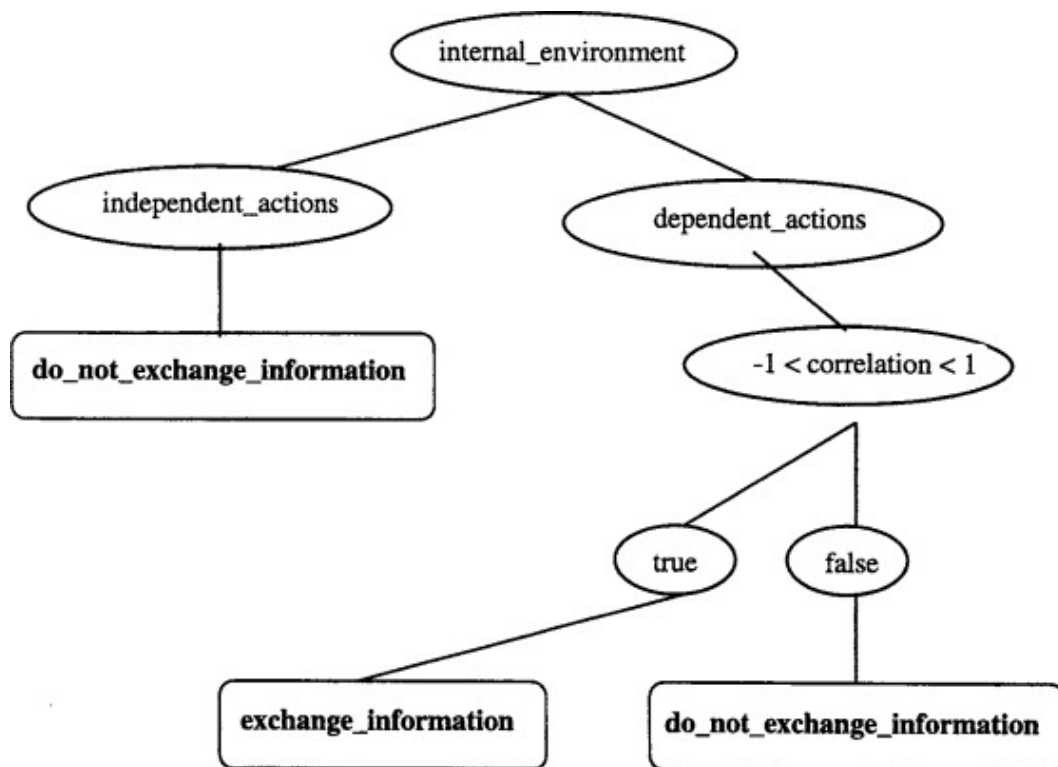 internal_environment
independent_actions
dependent_actions
do_not_exchange_information
-1 < correlation < 1
true
false
exchange_information
do_not_exchange_information